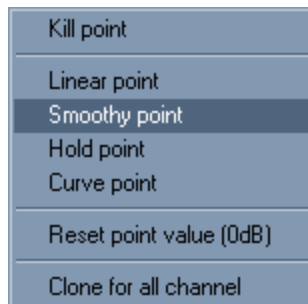 Kill point
Linear point
Smoothy point
Hold point
Curve point
Reset point value (0dB)
Clone for all channel